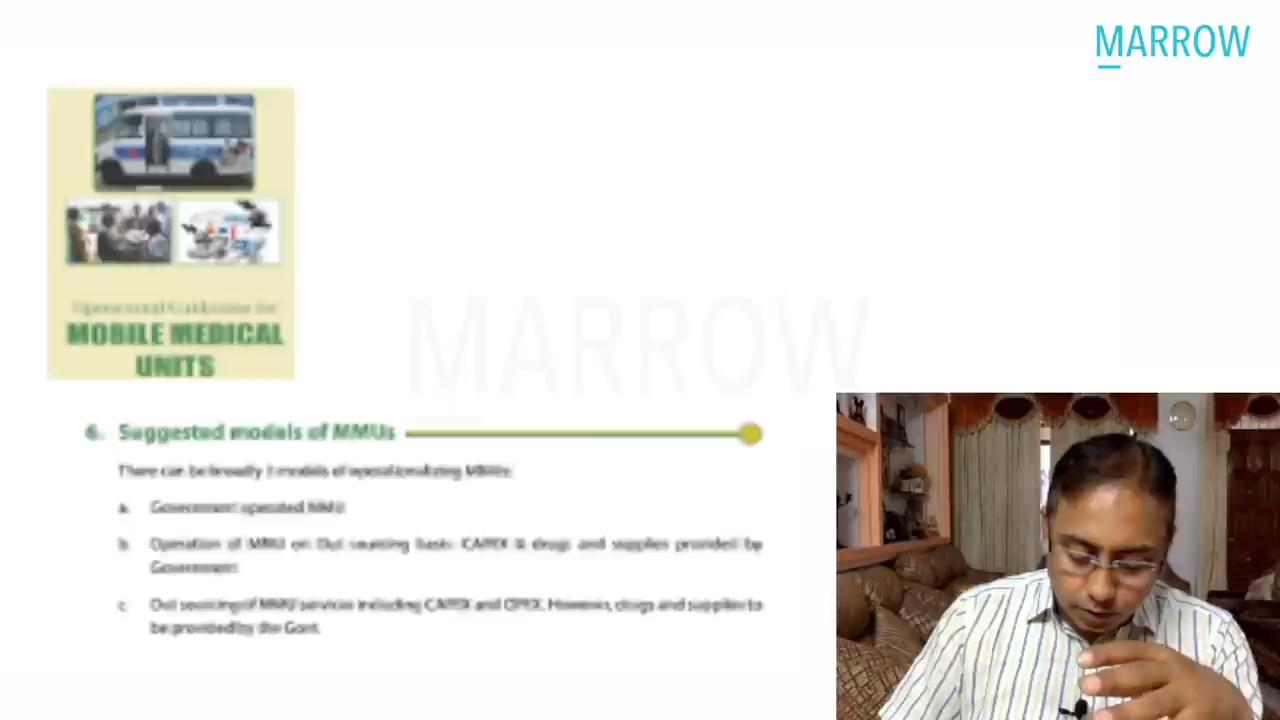 MARROW
Operational Guidelines for
MOBILE MEDICAL
UNITS
MARROW
6. Suggested models of MMUs
There can be broadly 3 models of operationalizing MMUs:
a. Government operated MMU
b. Operation of MMU on Out sourcing basis: CAPEX & drugs and supplies provided by
Government
c. Out sourcing of MMU services including CAPEX and OPEX. However, drugs and supplies to
be provided by the Govt.